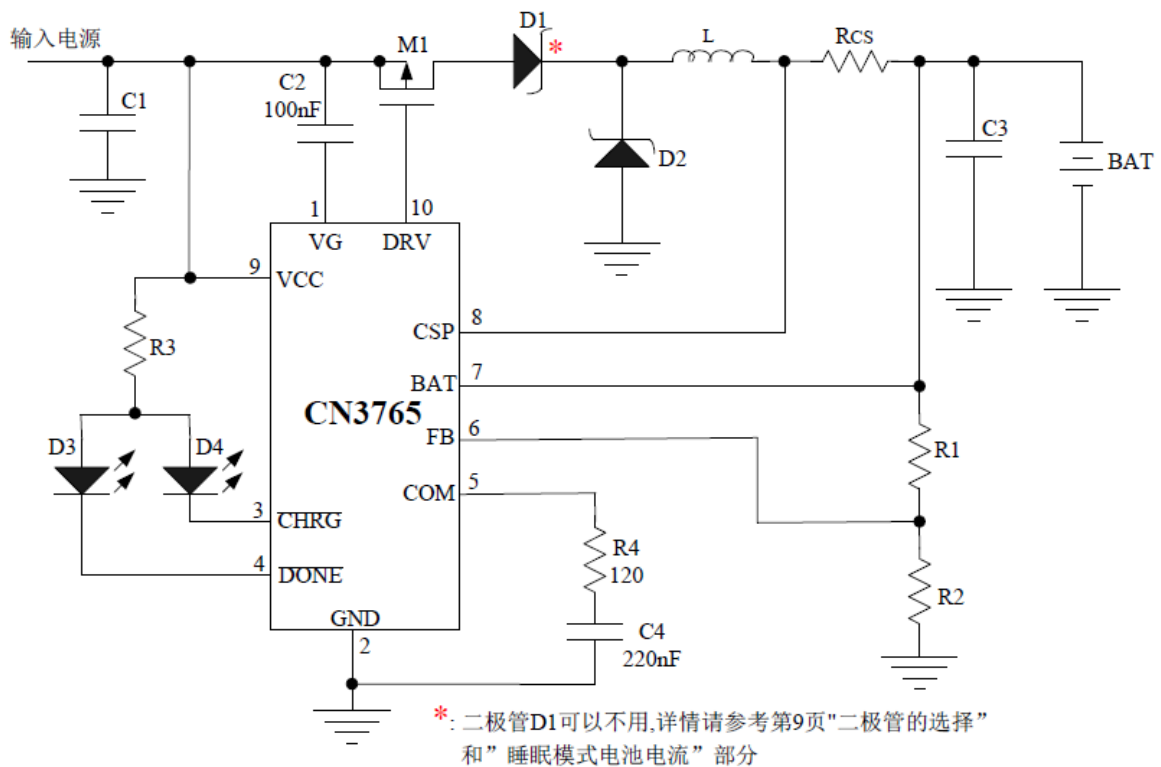 输入电源
C1
C2
100nF
M1
D1
*
L
RCS
D2
C3
BAT
1
10
VG
DRV
9
VCC
CSP
8
R3
BAT
7
CN3765
FB
6
R1
D3
D4
COM
5
3
CHRG
R4
120
4
DONE
R2
GND
2
C4
220nF
*: 二极管D1可以不用,详情请参考第9页"二极管的选择”
和”睡眠模式电池电流”部分